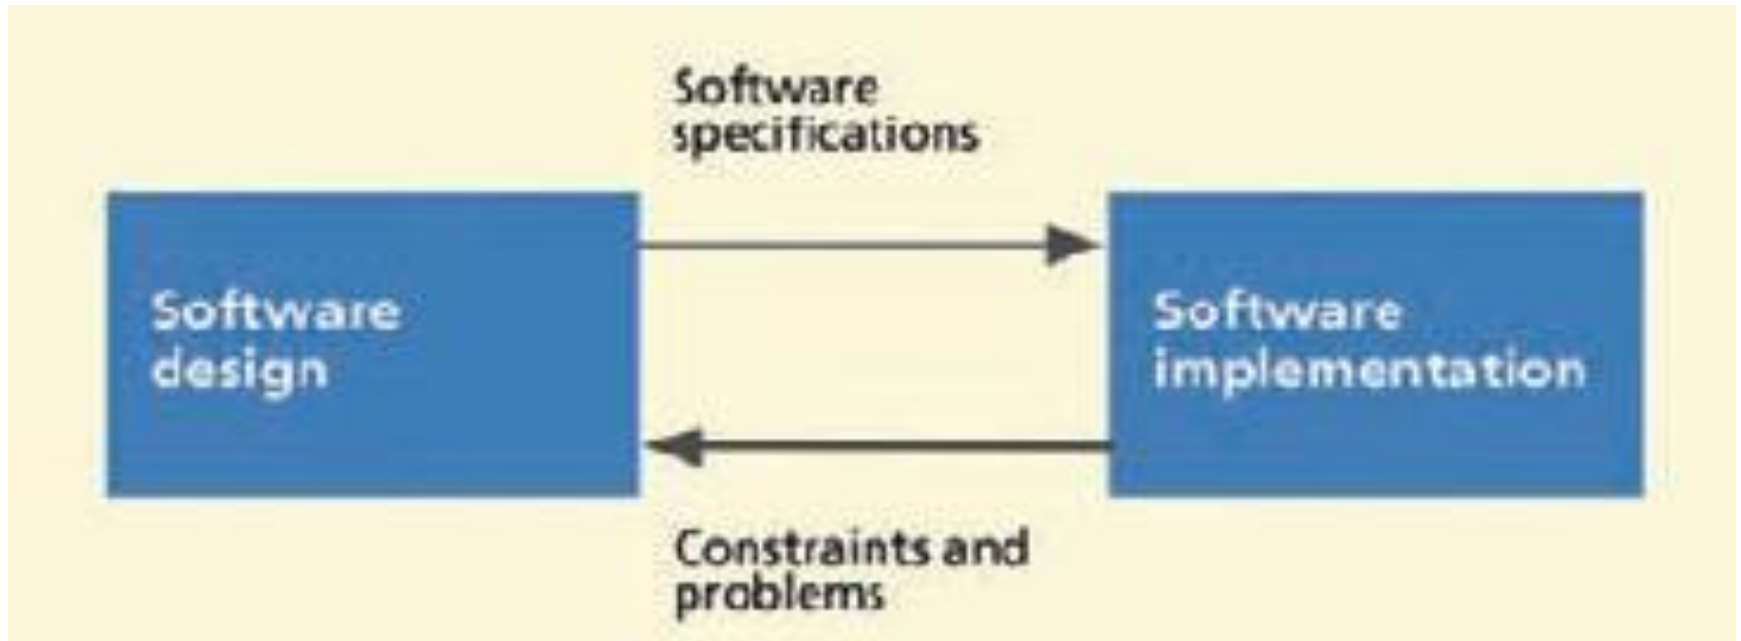 Software
specifications
Software
design
Software
implementation
Constraints and
problems